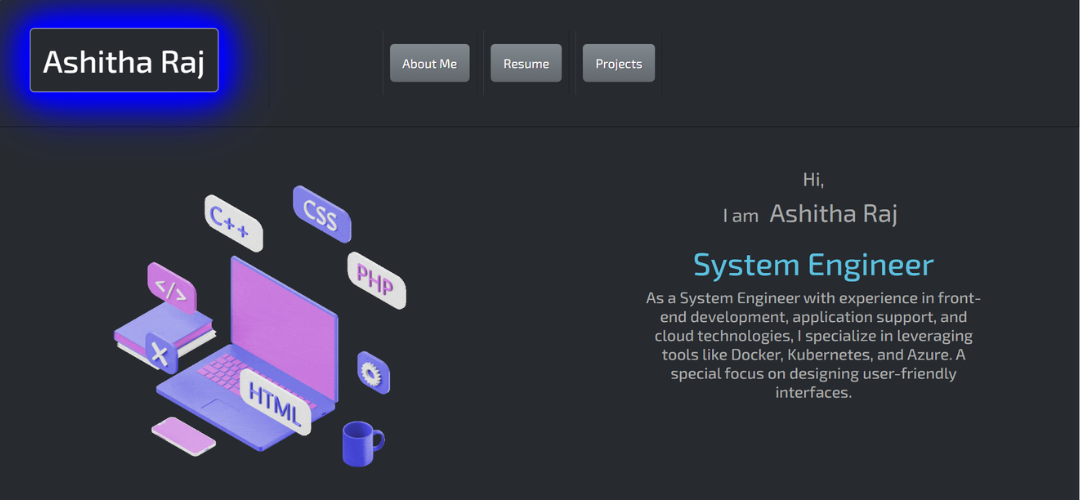 Ashitha Raj
About Me
Resume
Projects
Hi,
I am Ashitha Raj
System Engineer
As a System Engineer with experience in front-
end development, application support, and
cloud technologies, I specialize in leveraging
tools like Docker, Kubernetes, and Azure. A
special focus on designing user-friendly
interfaces.
C++
CSS
PHP
</>
X
HTML